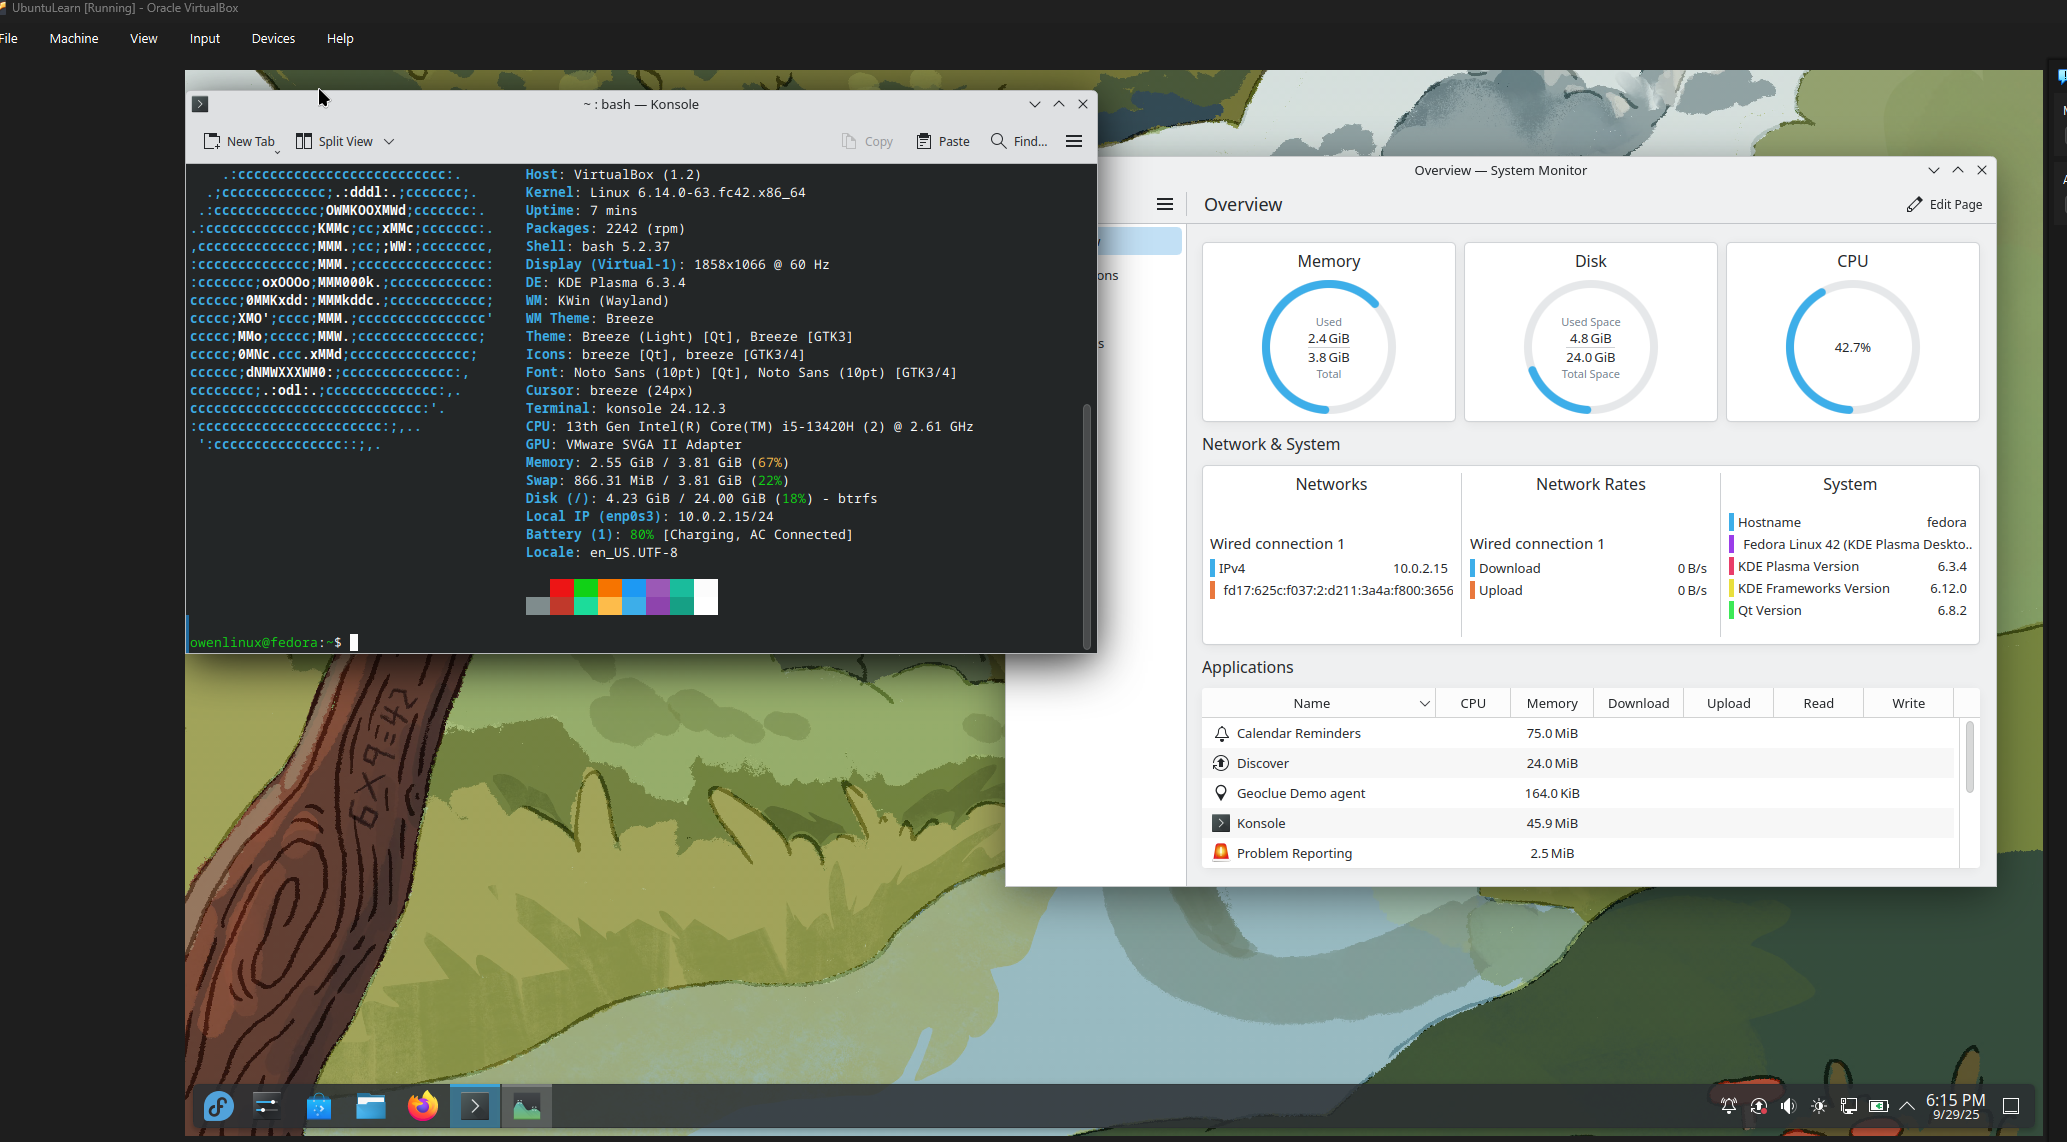 UbuntuLearn [Running] - Oracle VirtualBox
File Machine View Input Devices Help
~ : bash — Konsole
New Tab Split View Copy Paste Find...
.:cccccccccccccccccccccccccc:.
.;ccccccccccccc;.:dddl:.;ccccccc;.
.:ccccccccccccc;OWMKOOXMWd;ccccccc:.
.:ccccccccccccc;KMMc;cc;xMMc;ccccccc:.
,cccccccccccccc;MMM.;cc;;WW:;cccccccc,
:cccccccccccccc;MMM.;cccccccccccccccc:
:ccccccc;oxOOOo;MMM000k.;cccccccccccc:
cccccc;0MMKxdd:;MMMkddc.;cccccccccccc;
ccccc;XMO';cccc;MMM.;cccccccccccccccc'
ccccc;MMo;ccccc;MMW.;ccccccccccccccc;
ccccc;0MNc.ccc.xMMd;ccccccccccccccc;
cccccc;dNMWXXXWM0:;cccccccccccccc:,
cccccccc;.:odl:.;cccccccccccccc:,.
ccccccccccccccccccccccccccccc:'.
:ccccccccccccccccccccccc:;,..
':cccccccccccccccc::;,.
Host: VirtualBox (1.2)
Kernel: Linux 6.14.0-63.fc42.x86_64
Uptime: 7 mins
Packages: 2242 (rpm)
Shell: bash 5.2.37
Display (Virtual-1): 1858x1066 @ 60 Hz
DE: KDE Plasma 6.3.4
WM: KWin (Wayland)
WM Theme: Breeze
Theme: Breeze (Light) [Qt], Breeze [GTK3]
Icons: breeze [Qt], breeze [GTK3/4]
Font: Noto Sans (10pt) [Qt], Noto Sans (10pt) [GTK3/4]
Cursor: breeze (24px)
Terminal: konsole 24.12.3
CPU: 13th Gen Intel(R) Core(TM) i5-13420H (2) @ 2.61 GHz
GPU: VMware SVGA II Adapter
Memory: 2.55 GiB / 3.81 GiB (67%)
Swap: 866.31 MiB / 3.81 GiB (22%)
Disk (/): 4.23 GiB / 24.00 GiB (18%) - btrfs
Local IP (enp0s3): 10.0.2.15/24
Battery (1): 80% [Charging, AC Connected]
Locale: en_US.UTF-8
owenlinux@fedora:~$
Overview — System Monitor
Overview
Edit Page
ons
s
Memory
Used
2.4 GiB
3.8 GiB
Total
Disk
Used Space
4.8 GiB
24.0 GiB
Total Space
CPU
42.7%
Network & System
Networks
Wired connection 1
IPv4 10.0.2.15
fd17:625c:f037:2:d211:3a4a:f800:3656
Network Rates
Wired connection 1
Download 0 B/s
Upload 0 B/s
System
Hostname fedora
Fedora Linux 42 (KDE Plasma Deskto..
KDE Plasma Version 6.3.4
KDE Frameworks Version 6.12.0
Qt Version 6.8.2
Applications
Name CPU Memory Download Upload Read Write
Calendar Reminders 75.0 MiB
Discover 24.0 MiB
Geoclue Demo agent 164.0 KiB
Konsole 45.9 MiB
Problem Reporting 2.5 MiB
6x9=42
6:15 PM
9/29/25